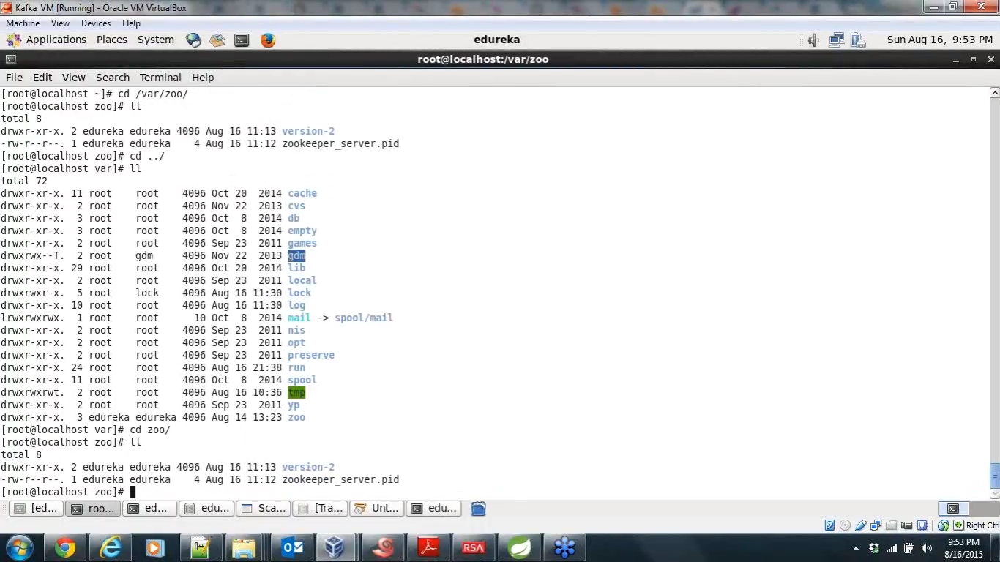 Kafka_VM [Running] - Oracle VM VirtualBox
Machine View Devices Help
Applications Places System edureka Sun Aug 16, 9:53 PM
root@localhost:/var/zoo
File Edit View Search Terminal Help
[root@localhost ~]# cd /var/zoo/
[root@localhost zoo]# ll
total 8
drwxr-xr-x. 2 edureka edureka 4096 Aug 16 11:13 version-2
-rw-r--r--. 1 edureka edureka    4 Aug 16 11:12 zookeeper_server.pid
[root@localhost zoo]# cd ../
[root@localhost var]# ll
total 72
drwxr-xr-x. 11 root    root    4096 Oct 20  2014 cache
drwxr-xr-x.  2 root    root    4096 Nov 22  2013 cvs
drwxr-xr-x.  3 root    root    4096 Oct  8  2014 db
drwxr-xr-x.  3 root    root    4096 Oct  8  2014 empty
drwxr-xr-x.  2 root    root    4096 Sep 23  2011 games
drwxrwx--T.  2 root    gdm     4096 Nov 22  2013 gdm
drwxr-xr-x. 29 root    root    4096 Oct 20  2014 lib
drwxr-xr-x.  2 root    root    4096 Sep 23  2011 local
drwxrwxr-x.  5 root    lock    4096 Aug 16 11:30 lock
drwxr-xr-x. 10 root    root    4096 Aug 16 11:30 log
lrwxrwxrwx.  1 root    root      10 Oct  8  2014 mail -> spool/mail
drwxr-xr-x.  2 root    root    4096 Sep 23  2011 nis
drwxr-xr-x.  2 root    root    4096 Sep 23  2011 opt
drwxr-xr-x.  2 root    root    4096 Sep 23  2011 preserve
drwxr-xr-x. 24 root    root    4096 Aug 16 21:38 run
drwxr-xr-x. 11 root    root    4096 Oct  8  2014 spool
drwxrwxrwt.  2 root    root    4096 Aug 16 10:36 tmp
drwxr-xr-x.  2 root    root    4096 Sep 23  2011 yp
drwxr-xr-x.  3 edureka edureka 4096 Aug 14 13:23 zoo
[root@localhost var]# cd zoo/
[root@localhost zoo]# ll
total 8
drwxr-xr-x. 2 edureka edureka 4096 Aug 16 11:13 version-2
-rw-r--r--. 1 edureka edureka    4 Aug 16 11:12 zookeeper_server.pid
[root@localhost zoo]#
[ed... roo... ed... edu... Sca... [Tra... Unt... edu...
Right Ctrl
RSA
9:53 PM
8/16/2015